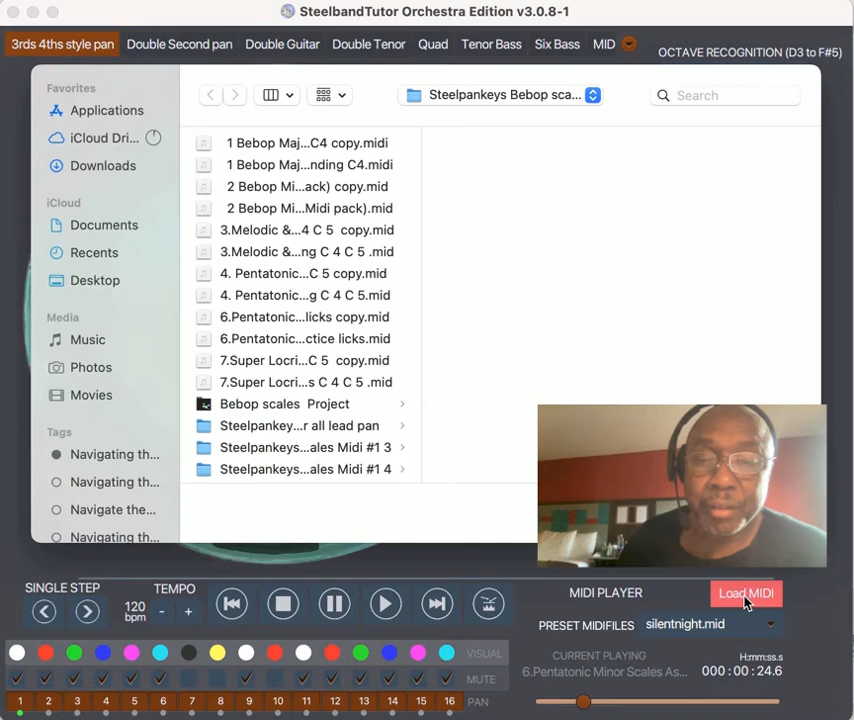 SteelbandTutor Orchestra Edition v3.0.8-1
3rds 4ths style pan Double Second pan Double Guitar Double Tenor Quad Tenor Bass Six Bass MID
OCTAVE RECOGNITION (D3 to F#5)
Favorites
Applications
iCloud Dri...
Downloads
iCloud
Documents
Recents
Desktop
Media
Music
Photos
Movies
Tags
Navigating th...
Navigating th...
Navigate the...
Navigating th...
Steelpankeys Bebop sca...
Search
1 Bebop Maj...C4 copy.midi
1 Bebop Maj...nding C4.midi
2 Bebop Mi...ack) copy.mid
2 Bebop Mi...Midi pack).mid
3.Melodic &...4 C 5 copy.mid
3.Melodic &...ng C 4 C 5 .mid
4. Pentatonic...C 5 copy.mid
4. Pentatonic...g C 4 C 5.mid
6.Pentatonic...licks copy.mid
6.Pentatonic...ctice licks.mid
7.Super Locri...C 5 copy.mid
7.Super Locri...s C 4 C 5 .mid
Bebop scales Project
Steelpankey...r all lead pan
Steelpankeys...ales Midi #1 3
Steelpankeys...ales Midi #1 4
SINGLE STEP
TEMPO
120
bpm
- +
MIDI PLAYER
Load MIDI
PRESET MIDIFILES
silentnight.mid
CURRENT PLAYING
H:mm:ss.s
6.Pentatonic Minor Scales As...
000:00:24.6
VISUAL
MUTE
1 2 3 4 5 6 7 8 9 10 11 12 13 14 15 16 PAN